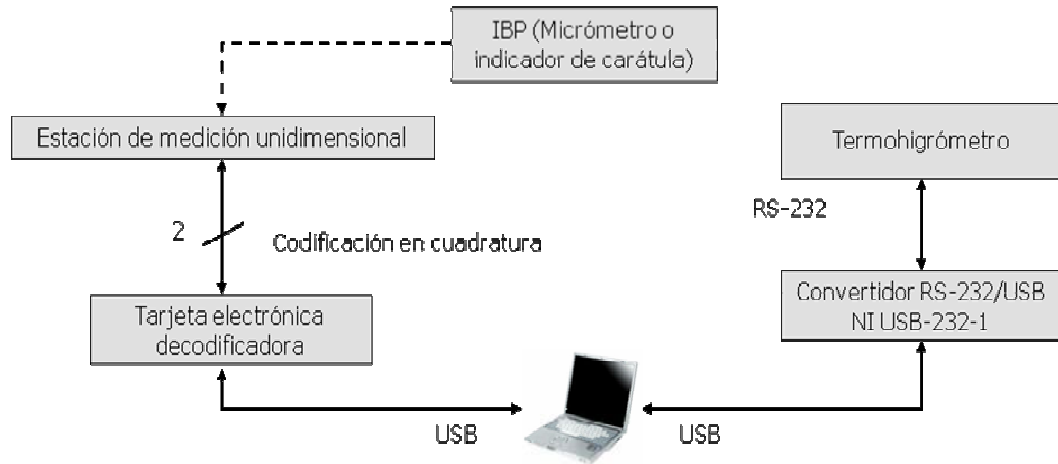 IBP (Micrómetro o
indicador de carátula)
Estación de medición unidimensional
Termohigrómetro
RS-232
2
Codificación en cuadratura
Convertidor RS-232/USB
NI USB-232-1
Tarjeta electrónica
decodificadora
USB
USB